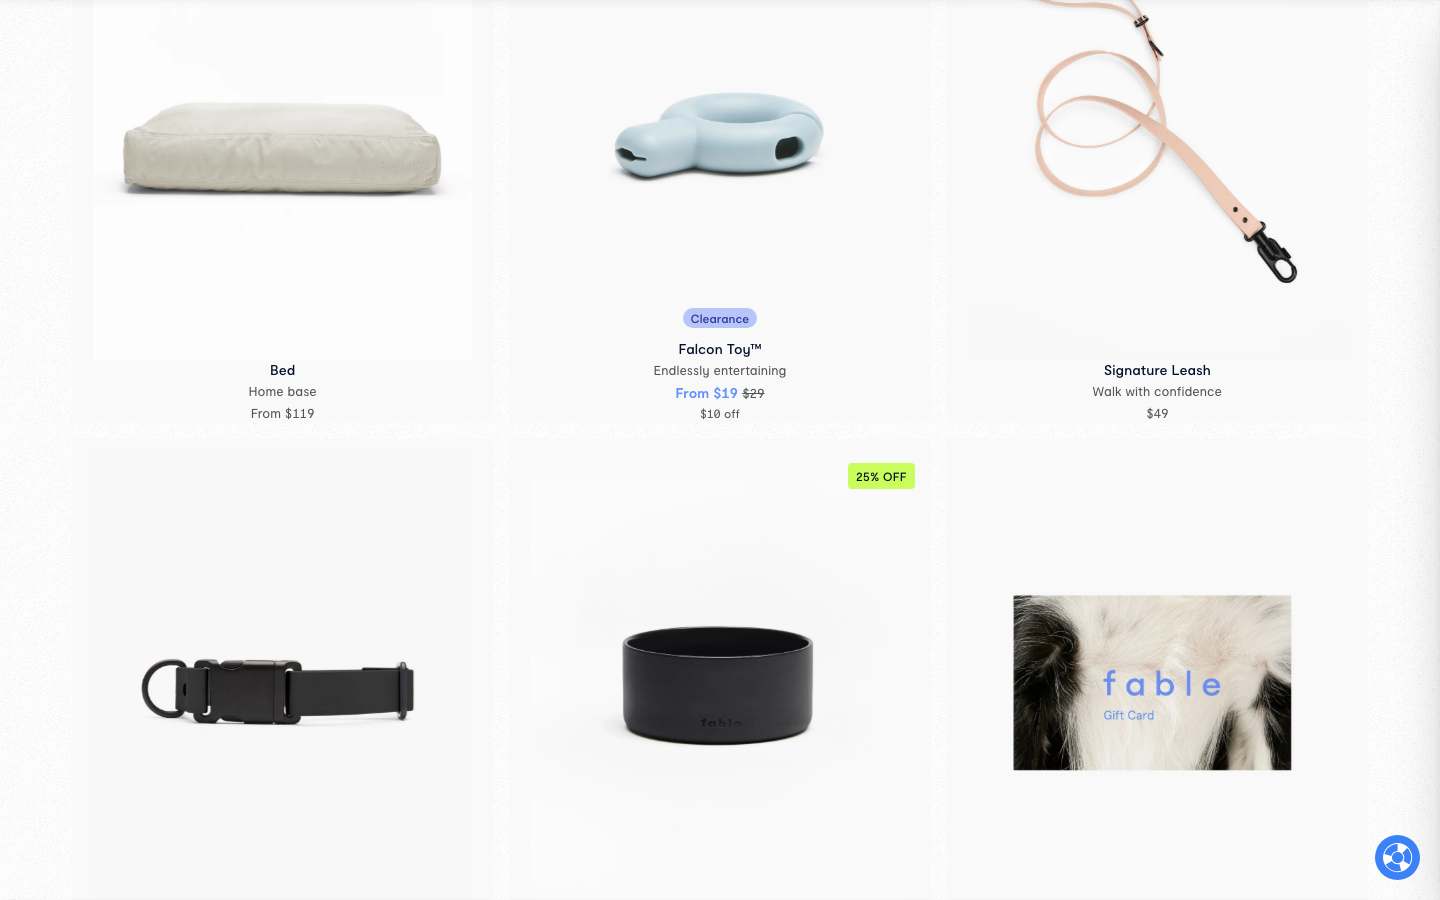 Clearance
Bed
Falcon Toy™
Signature Leash
Home base
Endlessly entertaining
Walk with confidence
From $119
From $19 $29
$49
$10 off
25% OFF
fable
fable
Gift Card